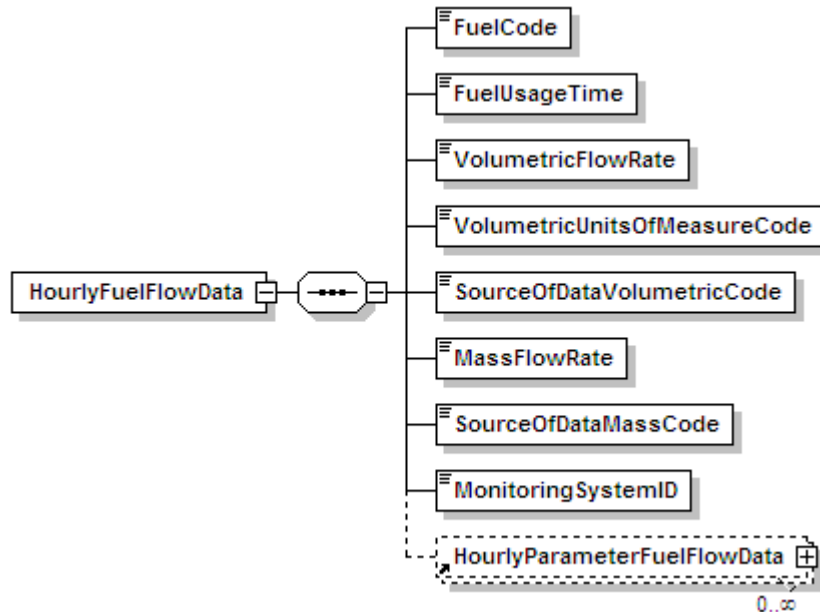 FuelCode
FuelUsageTime
VolumetricFlowRate
VolumetricUnitsOfMeasureCode
HourlyFuelFlowData
SourceOfDataVolumetricCode
MassFlowRate
SourceOfDataMassCode
MonitoringSystemID
HourlyParameterFuelFlowData
0..∞